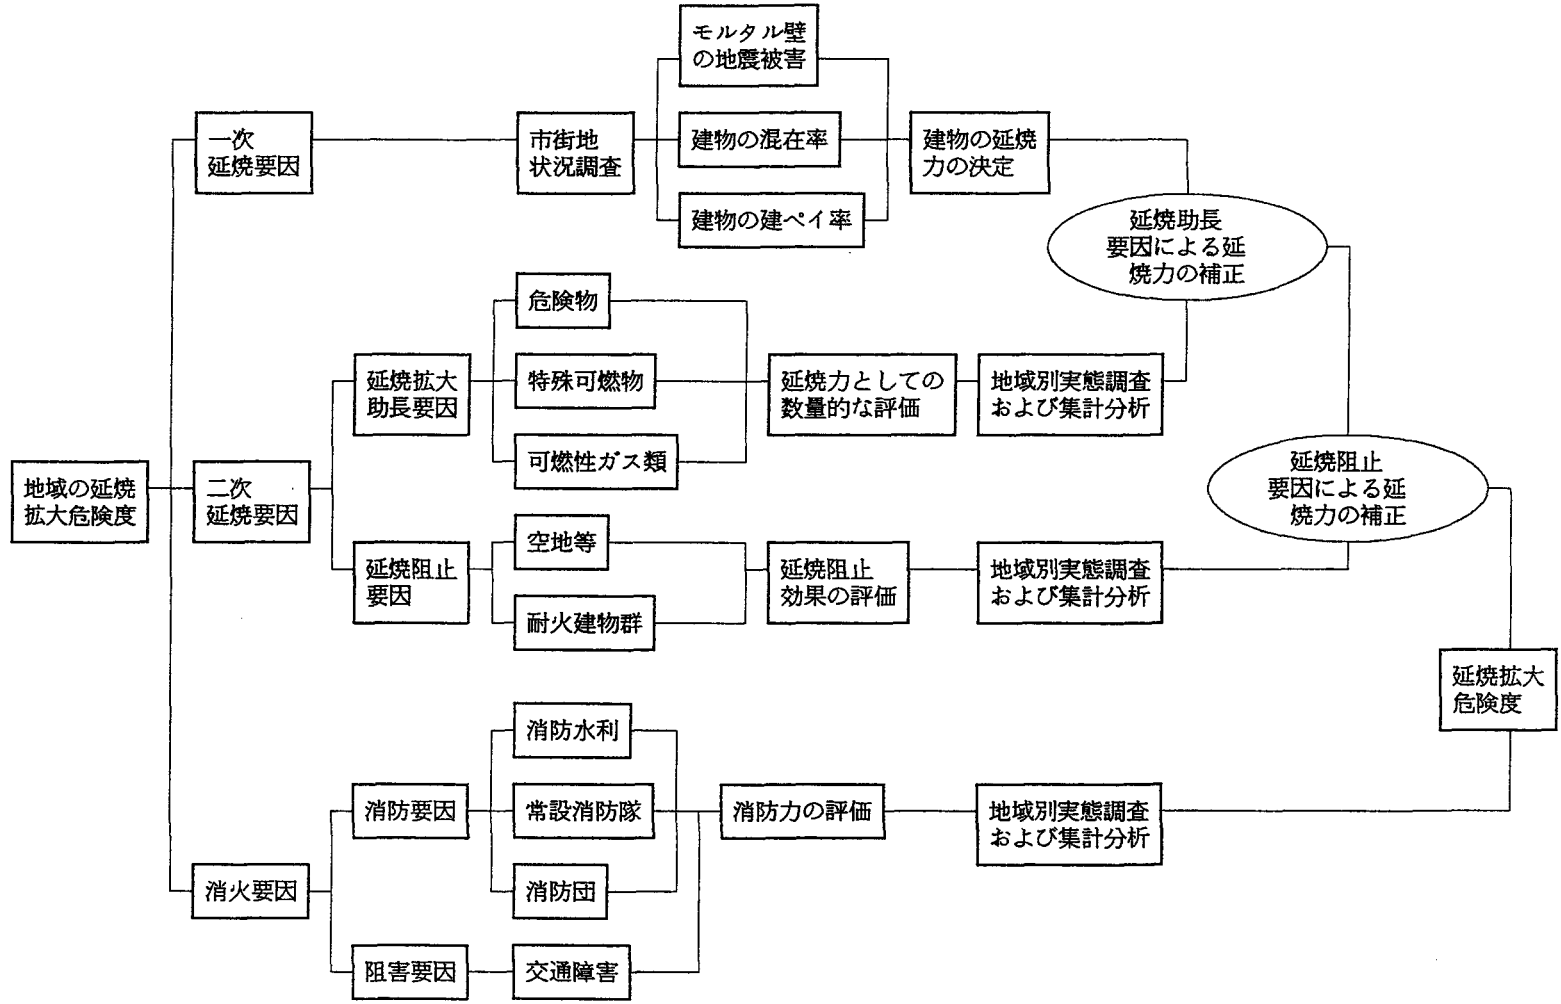 モルタル壁
の地震被害
一次
延焼要因
市街地
状況調査
建物の混在率
建物の延焼
力の決定
建物の建ペイ率
延焼助長
要因による延
焼力の補正
危険物
延焼拡大
助長要因
特殊可燃物
延焼力としての
数量的な評価
地域別実態調査
および集計分析
可燃性ガス類
地域の延焼
拡大危険度
二次
延焼要因
延焼阻止
要因による延
焼力の補正
空地等
延焼阻止
要因
延焼阻止
効果の評価
地域別実態調査
および集計分析
耐火建物群
延焼拡大
危険度
消防水利
消防要因
常設消防隊
消防力の評価
地域別実態調査
および集計分析
消火要因
消防団
阻害要因
交通障害